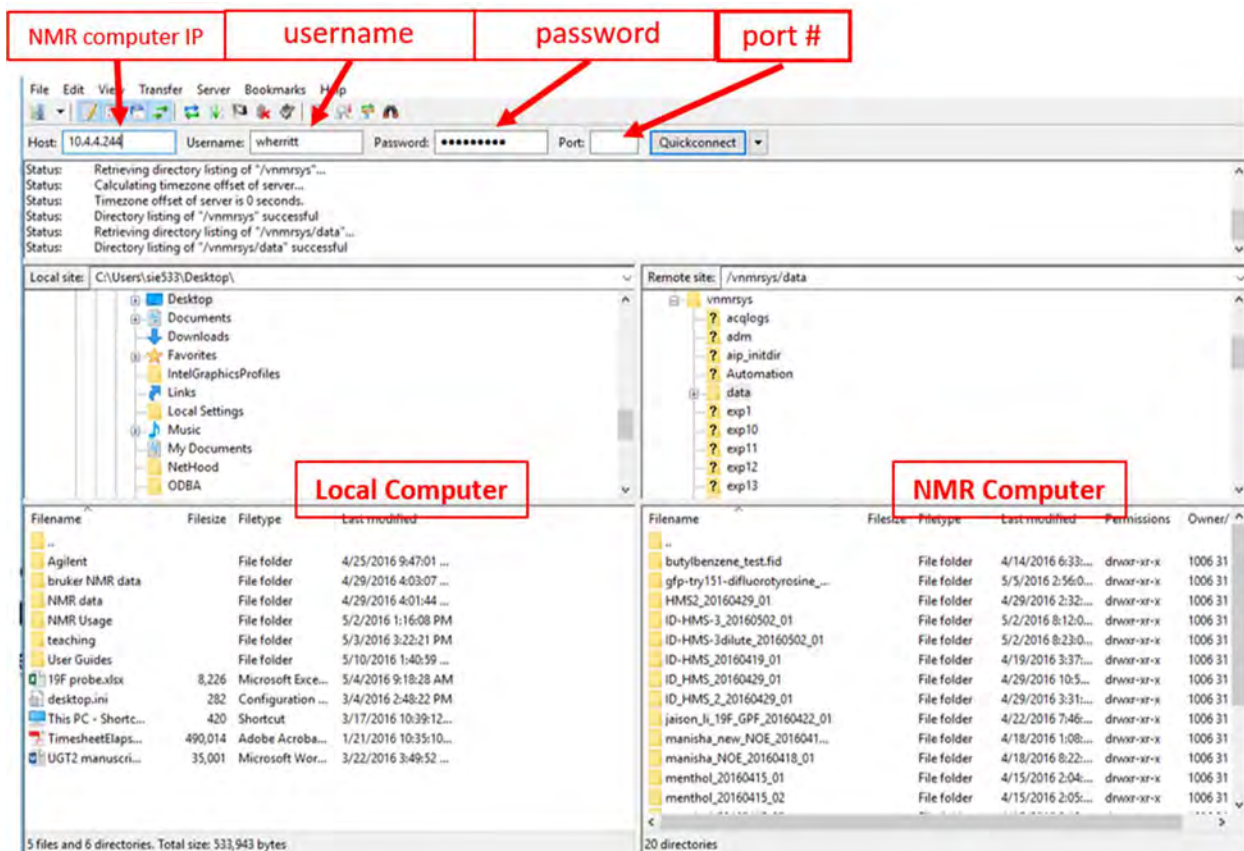 NMR computer IP username password port #
File Edit View Transfer Server Bookmarks Help
Host: 10.4.4.244 Username: wherritt Password: ●●●●●●●●● Port: Quickconnect
Status: Retrieving directory listing of "/vnmrsys"...
Status: Calculating timezone offset of server...
Status: Timezone offset of server is 0 seconds.
Status: Directory listing of "/vnmrsys" successful
Status: Retrieving directory listing of "/vnmrsys/data"...
Status: Directory listing of "/vnmrsys/data" successful
Local site: C:\Users\sie533\Desktop\
Desktop
Documents
Downloads
Favorites
IntelGraphicsProfiles
Links
Local Settings
Music
My Documents
NetHood
ODBA
Local Computer
Filename Filesize Filetype Last modified
..
Agilent File folder 4/25/2016 9:47:01 ...
bruker NMR data File folder 4/29/2016 4:03:07 ...
NMR data File folder 4/29/2016 4:01:44 ...
NMR Usage File folder 5/2/2016 1:16:08 PM
teaching File folder 5/3/2016 3:22:21 PM
User Guides File folder 5/10/2016 1:40:59 ...
19F probe.xlsx 8,226 Microsoft Exce... 5/4/2016 9:18:28 AM
desktop.ini 282 Configuration ... 3/4/2016 2:48:22 PM
This PC - Shortc... 420 Shortcut 3/17/2016 10:39:12...
TimesheetElaps... 490,014 Adobe Acroba... 1/21/2016 10:35:10...
UGT2 manuscri... 35,001 Microsoft Wor... 3/22/2016 3:49:52 ...
5 files and 6 directories. Total size: 533,943 bytes
Remote site: /vnmrsys/data
vnmrsys
? acqlogs
? adm
? aip_initdir
? Automation
data
? exp1
? exp10
? exp11
? exp12
? exp13
NMR Computer
Filename Filesize Filetype Last modified Permissions Owner/
..
butylbenzene_test.fid File folder 4/14/2016 6:33:... drwxr-xr-x 1006 31
gfp-try151-difluorotyrosine_... File folder 5/5/2016 2:56:0... drwxr-xr-x 1006 31
HMS2_20160429_01 File folder 4/29/2016 2:32:... drwxr-xr-x 1006 31
ID-HMS-3_20160502_01 File folder 5/2/2016 8:12:0... drwxr-xr-x 1006 31
ID-HMS-3dilute_20160502_01 File folder 5/2/2016 8:23:0... drwxr-xr-x 1006 31
ID-HMS_20160419_01 File folder 4/19/2016 3:37:... drwxr-xr-x 1006 31
ID_HMS_20160429_01 File folder 4/29/2016 10:5... drwxr-xr-x 1006 31
ID_HMS_2_20160429_01 File folder 4/29/2016 3:31:... drwxr-xr-x 1006 31
jaison_li_19F_GPF_20160422_01 File folder 4/22/2016 7:46:... drwxr-xr-x 1006 31
manisha_new_NOE_2016041... File folder 4/18/2016 1:08:... drwxr-xr-x 1006 31
manisha_NOE_20160418_01 File folder 4/18/2016 8:22:... drwxr-xr-x 1006 31
menthol_20160415_01 File folder 4/15/2016 2:04:... drwxr-xr-x 1006 31
menthol_20160415_02 File folder 4/15/2016 2:05:... drwxr-xr-x 1006 31
20 directories